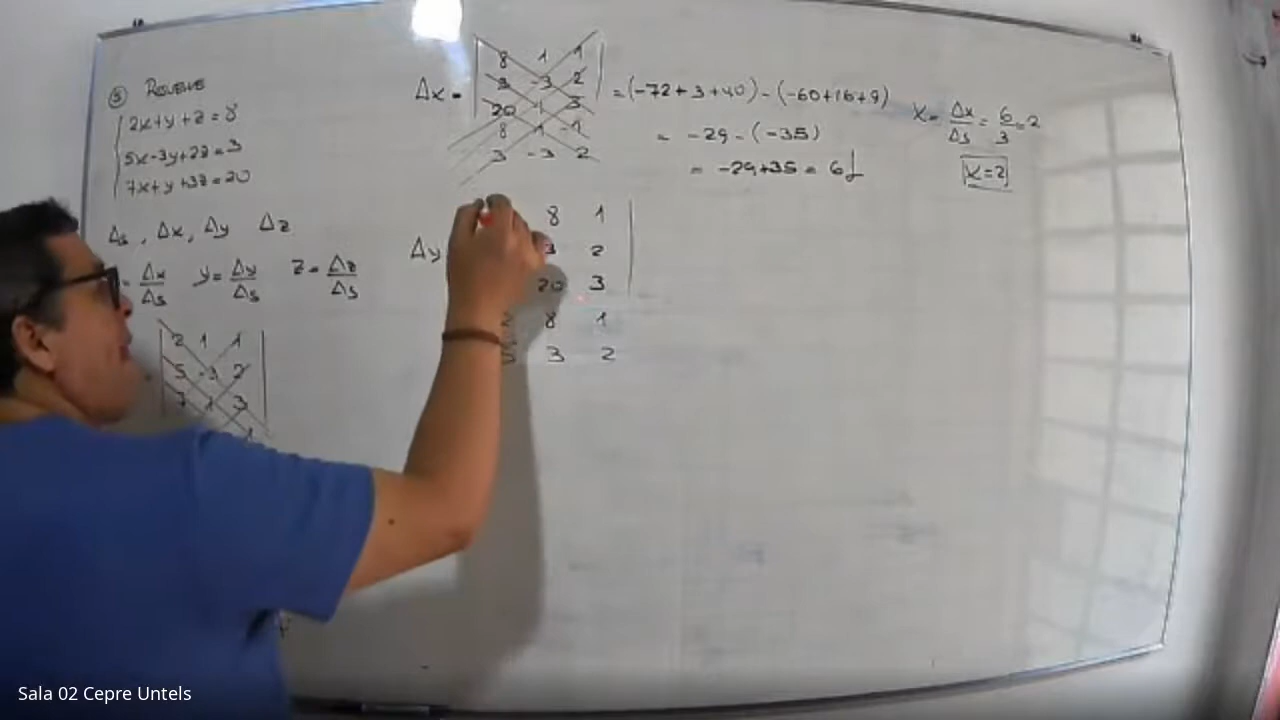 ③ RESUELVE
2x+y+z=8
5x-3y+2z=3
7x+y+3z=20
Δs, Δx, Δy Δz
= Δx/Δs y= Δy/Δs z= Δz/Δs
2 1 1
5 -3 2
7 1 3
1
Δx =
8 1 1
3 -3 2
20 1 3
8 1 1
3 -3 2
=(-72+3+40)-(-60+16+9)
= -29-(-35)
= -29+35 = 6
x= Δx/Δs = 6/3 =2
x=2
Δy
8 1
3 2
20 3
2 8 1
5 3 2
Sala 02 Cepre Untels